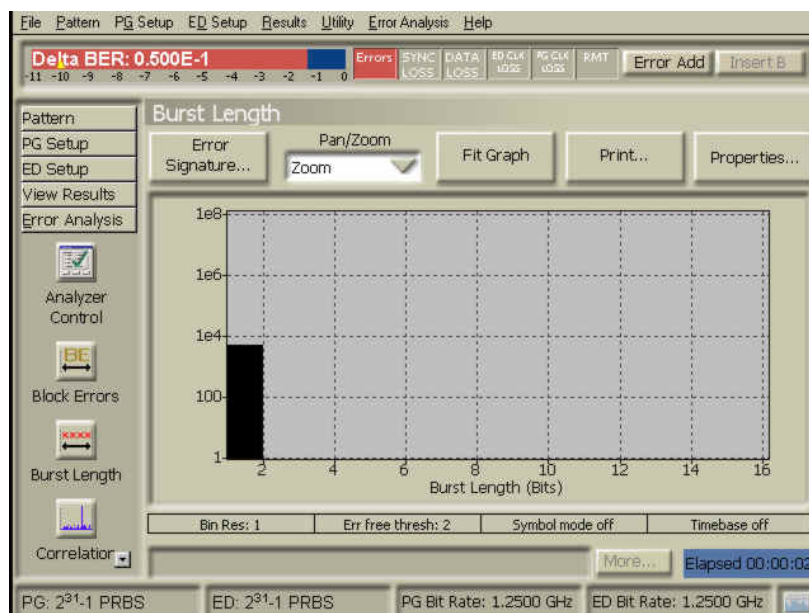 File Pattern PG Setup ED Setup Results Utility Error Analysis Help
Delta BER: 0.500E-1
-11 -10 -9 -8 -7 -6 -5 -4 -3 -2 -1 0
Errors
SYNC LOSS
DATA LOSS
ED CLK LOSS
PG CLK LOSS
RMT
Error Add
Insert B
Pattern
PG Setup
ED Setup
View Results
Error Analysis
Analyzer
Control
BE
Block Errors
xxxx
Burst Length
Correlation
Burst Length
Error
Signature...
Pan/Zoom
Zoom
Fit Graph
Print...
Properties...
1e8
1e6
1e4
100
1
2 4 6 8 10 12 14 16
Burst Length (Bits)
Bin Res: 1
Err free thresh: 2
Symbol mode off
Timebase off
More...
Elapsed 00:00:02
PG: 2³¹-1 PRBS
ED: 2³¹-1 PRBS
PG Bit Rate: 1.2500 GHz
ED Bit Rate: 1.2500 GHz